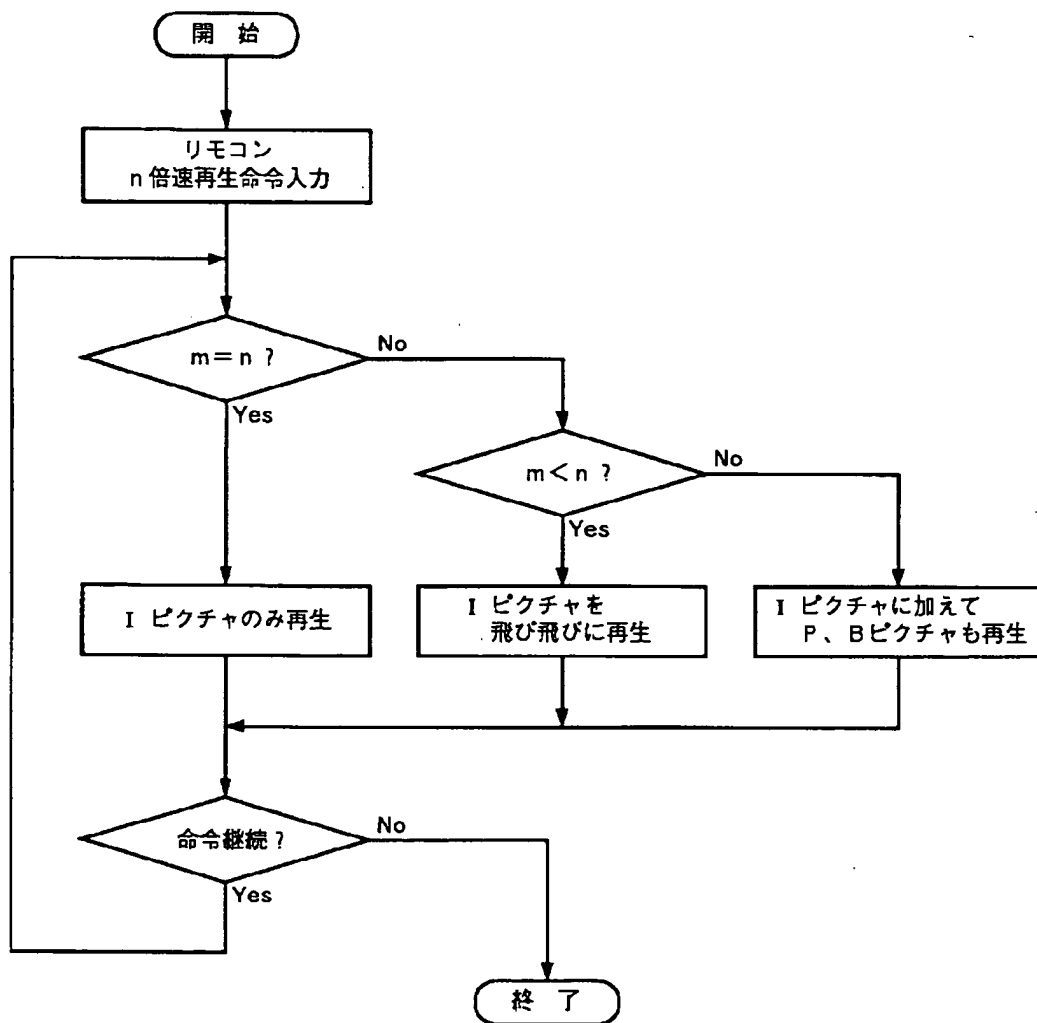 開 始
リモコン
n 倍速再生命令入力
m＝n ?
No
Yes
m＜n ?
No
Yes
I ピクチャのみ再生
I ピクチャを
飛び飛びに再生
I ピクチャに加えて
P、Bピクチャも再生
命令継続?
No
Yes
終 了